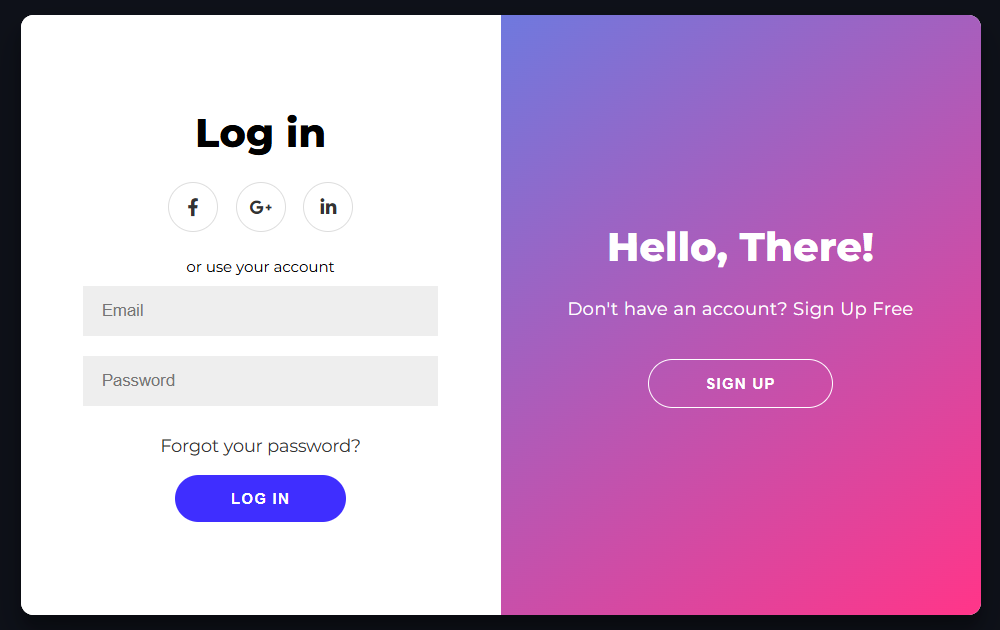 Log in
f G+ in
or use your account
Email
Password
Forgot your password?
LOG IN
Hello, There!
Don't have an account? Sign Up Free
SIGN UP